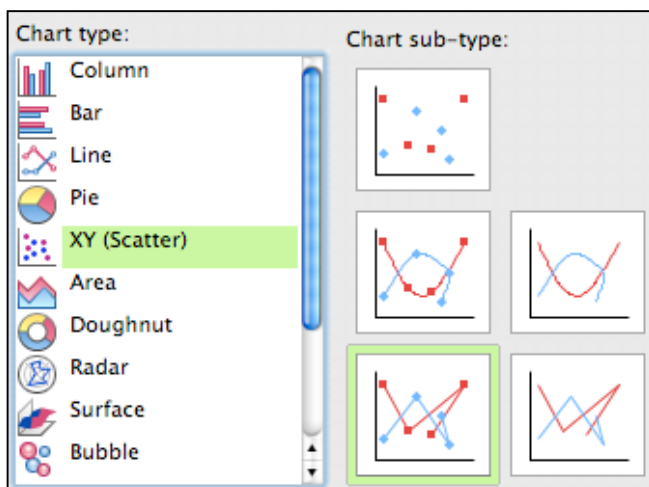 Chart type:
Column
Bar
Line
Pie
XY (Scatter)
Area
Doughnut
Radar
Surface
Bubble
Chart sub-type: